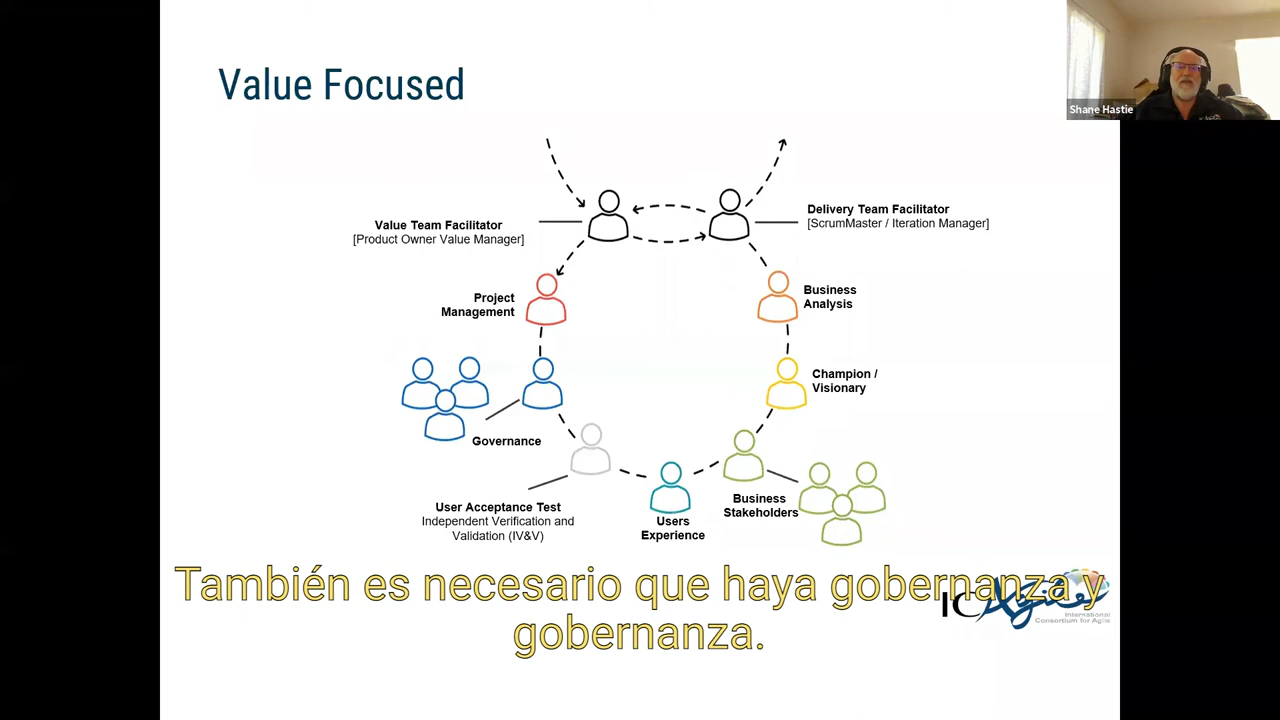 Value Focused
Shane Hastie
Value Team Facilitator
[Product Owner Value Manager]
Delivery Team Facilitator
[ScrumMaster / Iteration Manager]
Project
Management
Business
Analysis
Champion /
Visionary
Governance
User Acceptance Test
Independent Verification and
Validation (IV&V)
Users
Experience
Business
Stakeholders
También es necesario que haya gobernanza y
gobernanza.
ICAgile
International
Consortium for Agile